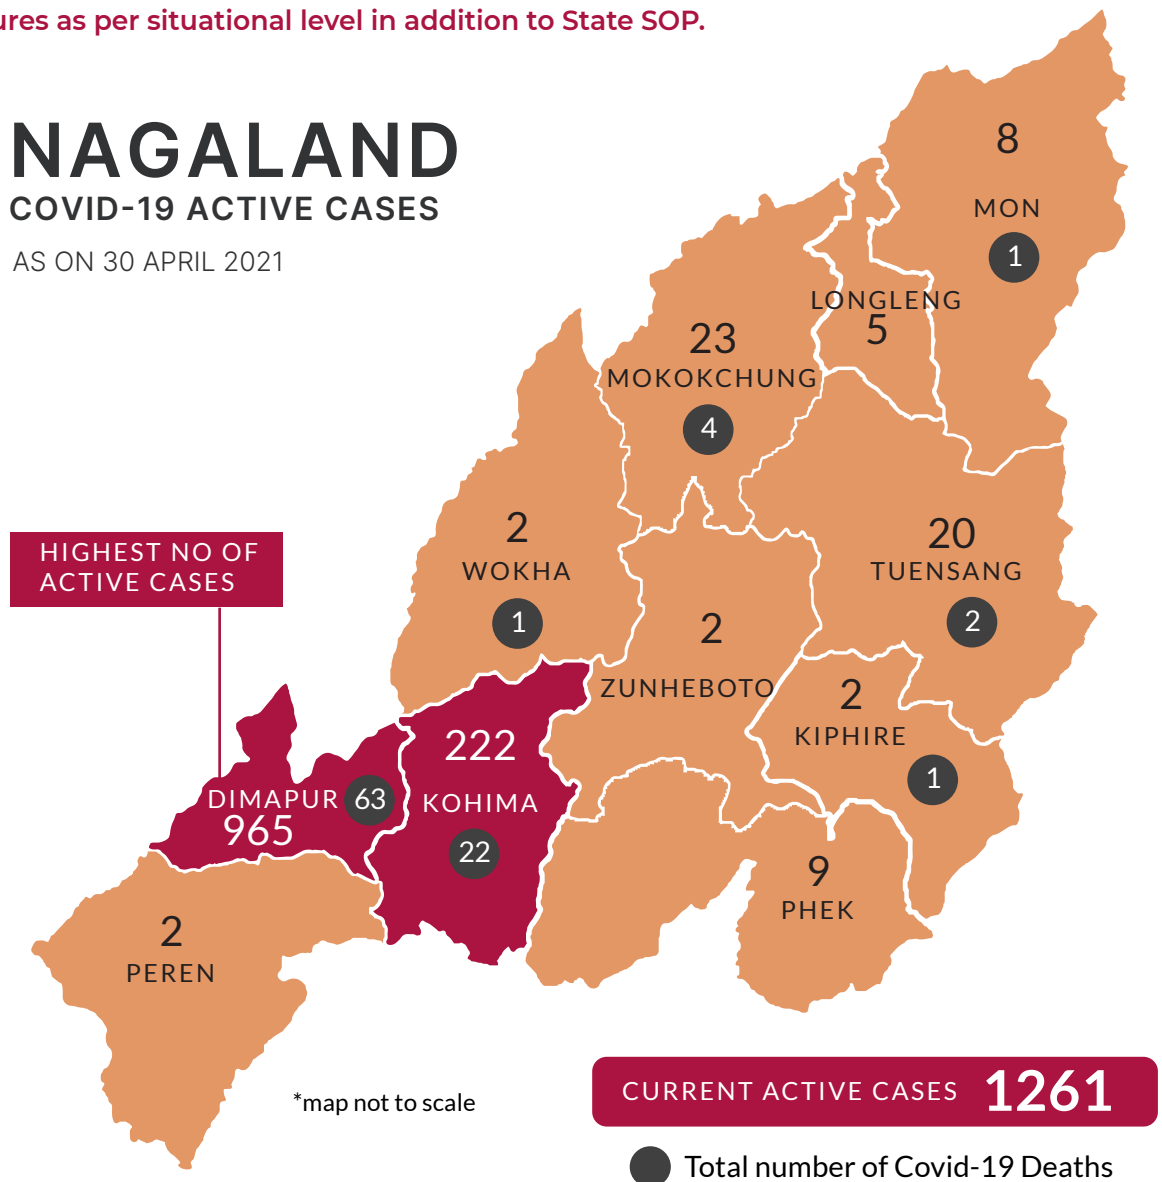 ures as per situational level in addition to State SOP.
NAGALAND
COVID-19 ACTIVE CASES
AS ON 30 APRIL 2021
8
MON
1
LONGLENG
5
23
MOKOKCHUNG
4
2
WOKHA
1
20
TUENSANG
2
HIGHEST NO OF
ACTIVE CASES
2
ZUNHEBOTO
2
KIPHIRE
1
222
KOHIMA
22
DIMAPUR 63
965
9
PHEK
2
PEREN
*map not to scale
CURRENT ACTIVE CASES 1261
Total number of Covid-19 Deaths